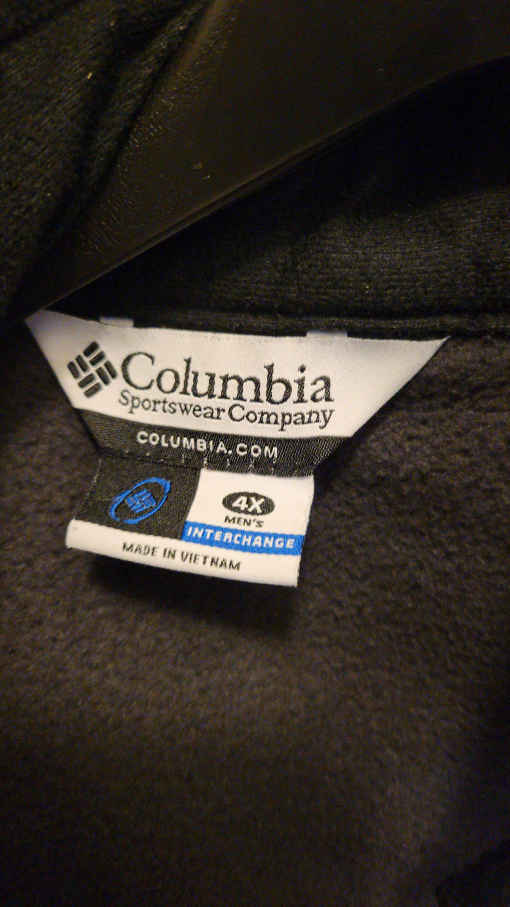 Columbia
Sportswear Company
COLUMBIA.COM
4X
MEN'S
INTERCHANGE
MADE IN VIETNAM